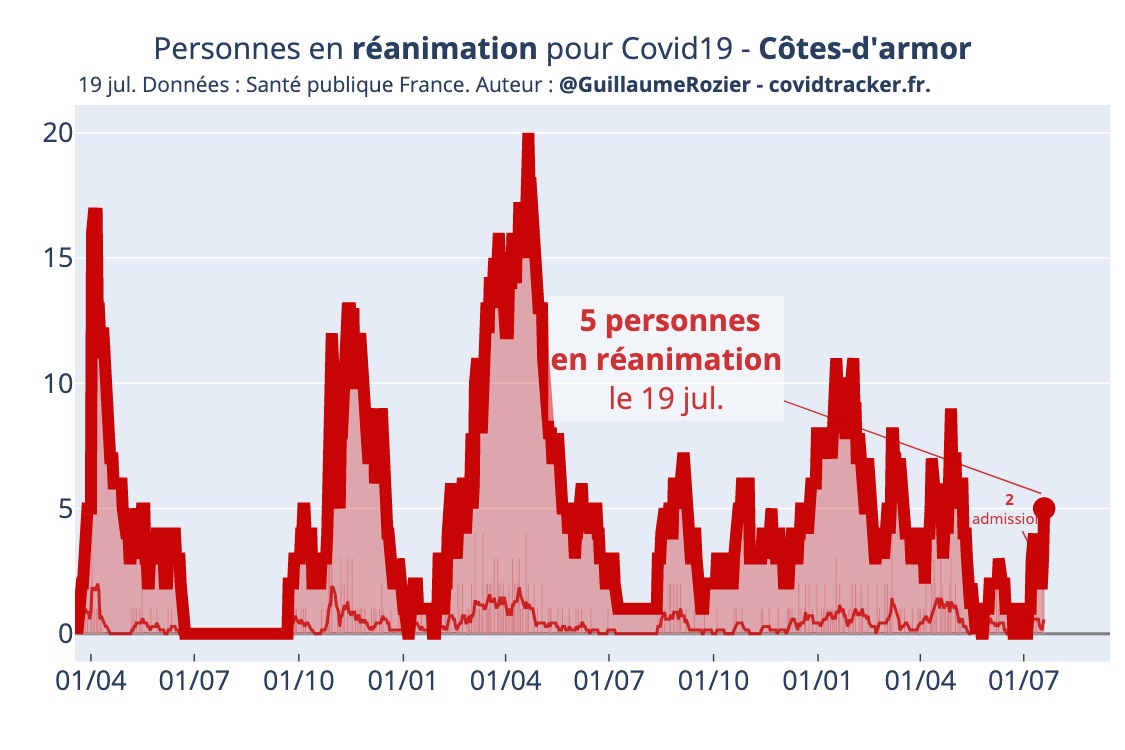 Personnes en réanimation pour Covid19 - Côtes-d'armor
19 jul. Données : Santé publique France. Auteur : @GuillaumeRozier - covidtracker.fr.
20
15
10
5
0
5 personnes
en réanimation
le 19 jul.
2
admission
01/04 01/07 01/10 01/01 01/04 01/07 01/10 01/01 01/04 01/07